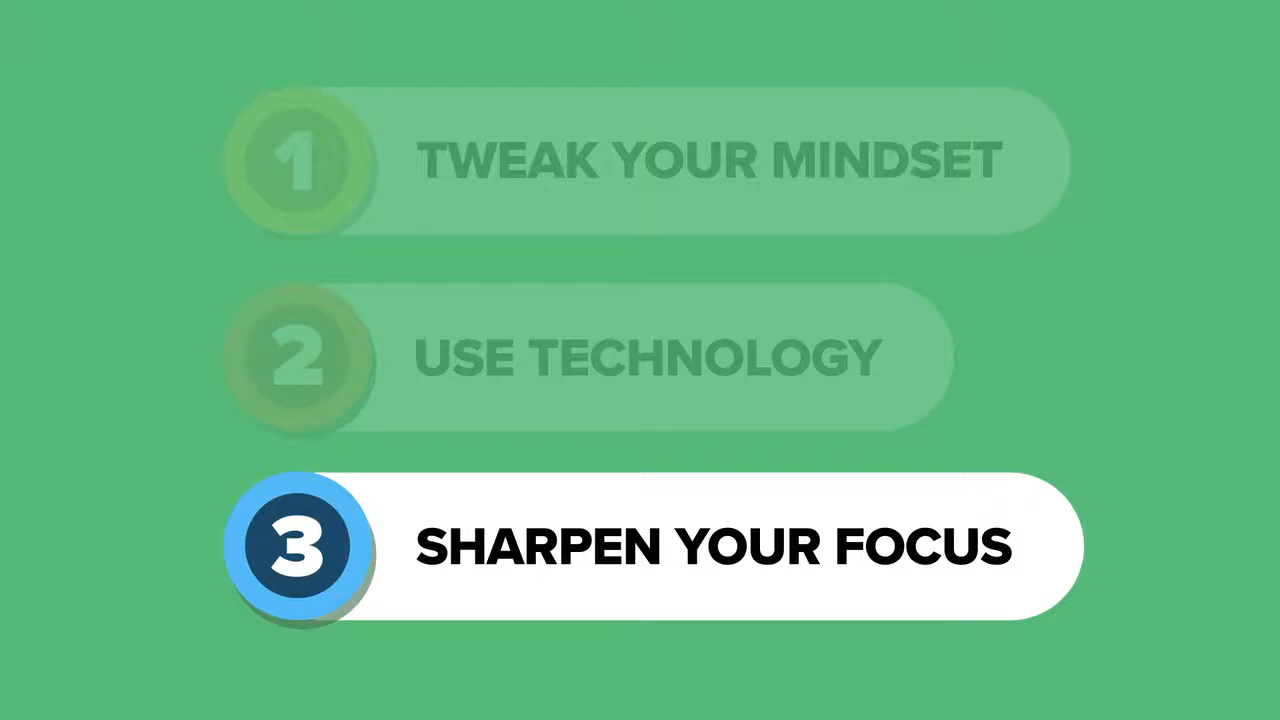 1 TWEAK YOUR MINDSET
2 USE TECHNOLOGY
3 SHARPEN YOUR FOCUS